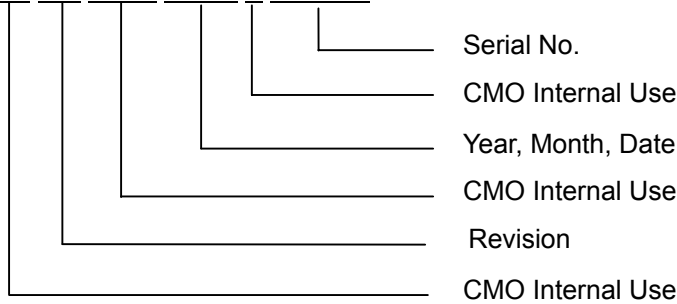 Serial No.
CMO Internal Use
Year, Month, Date
CMO Internal Use
Revision
CMO Internal Use